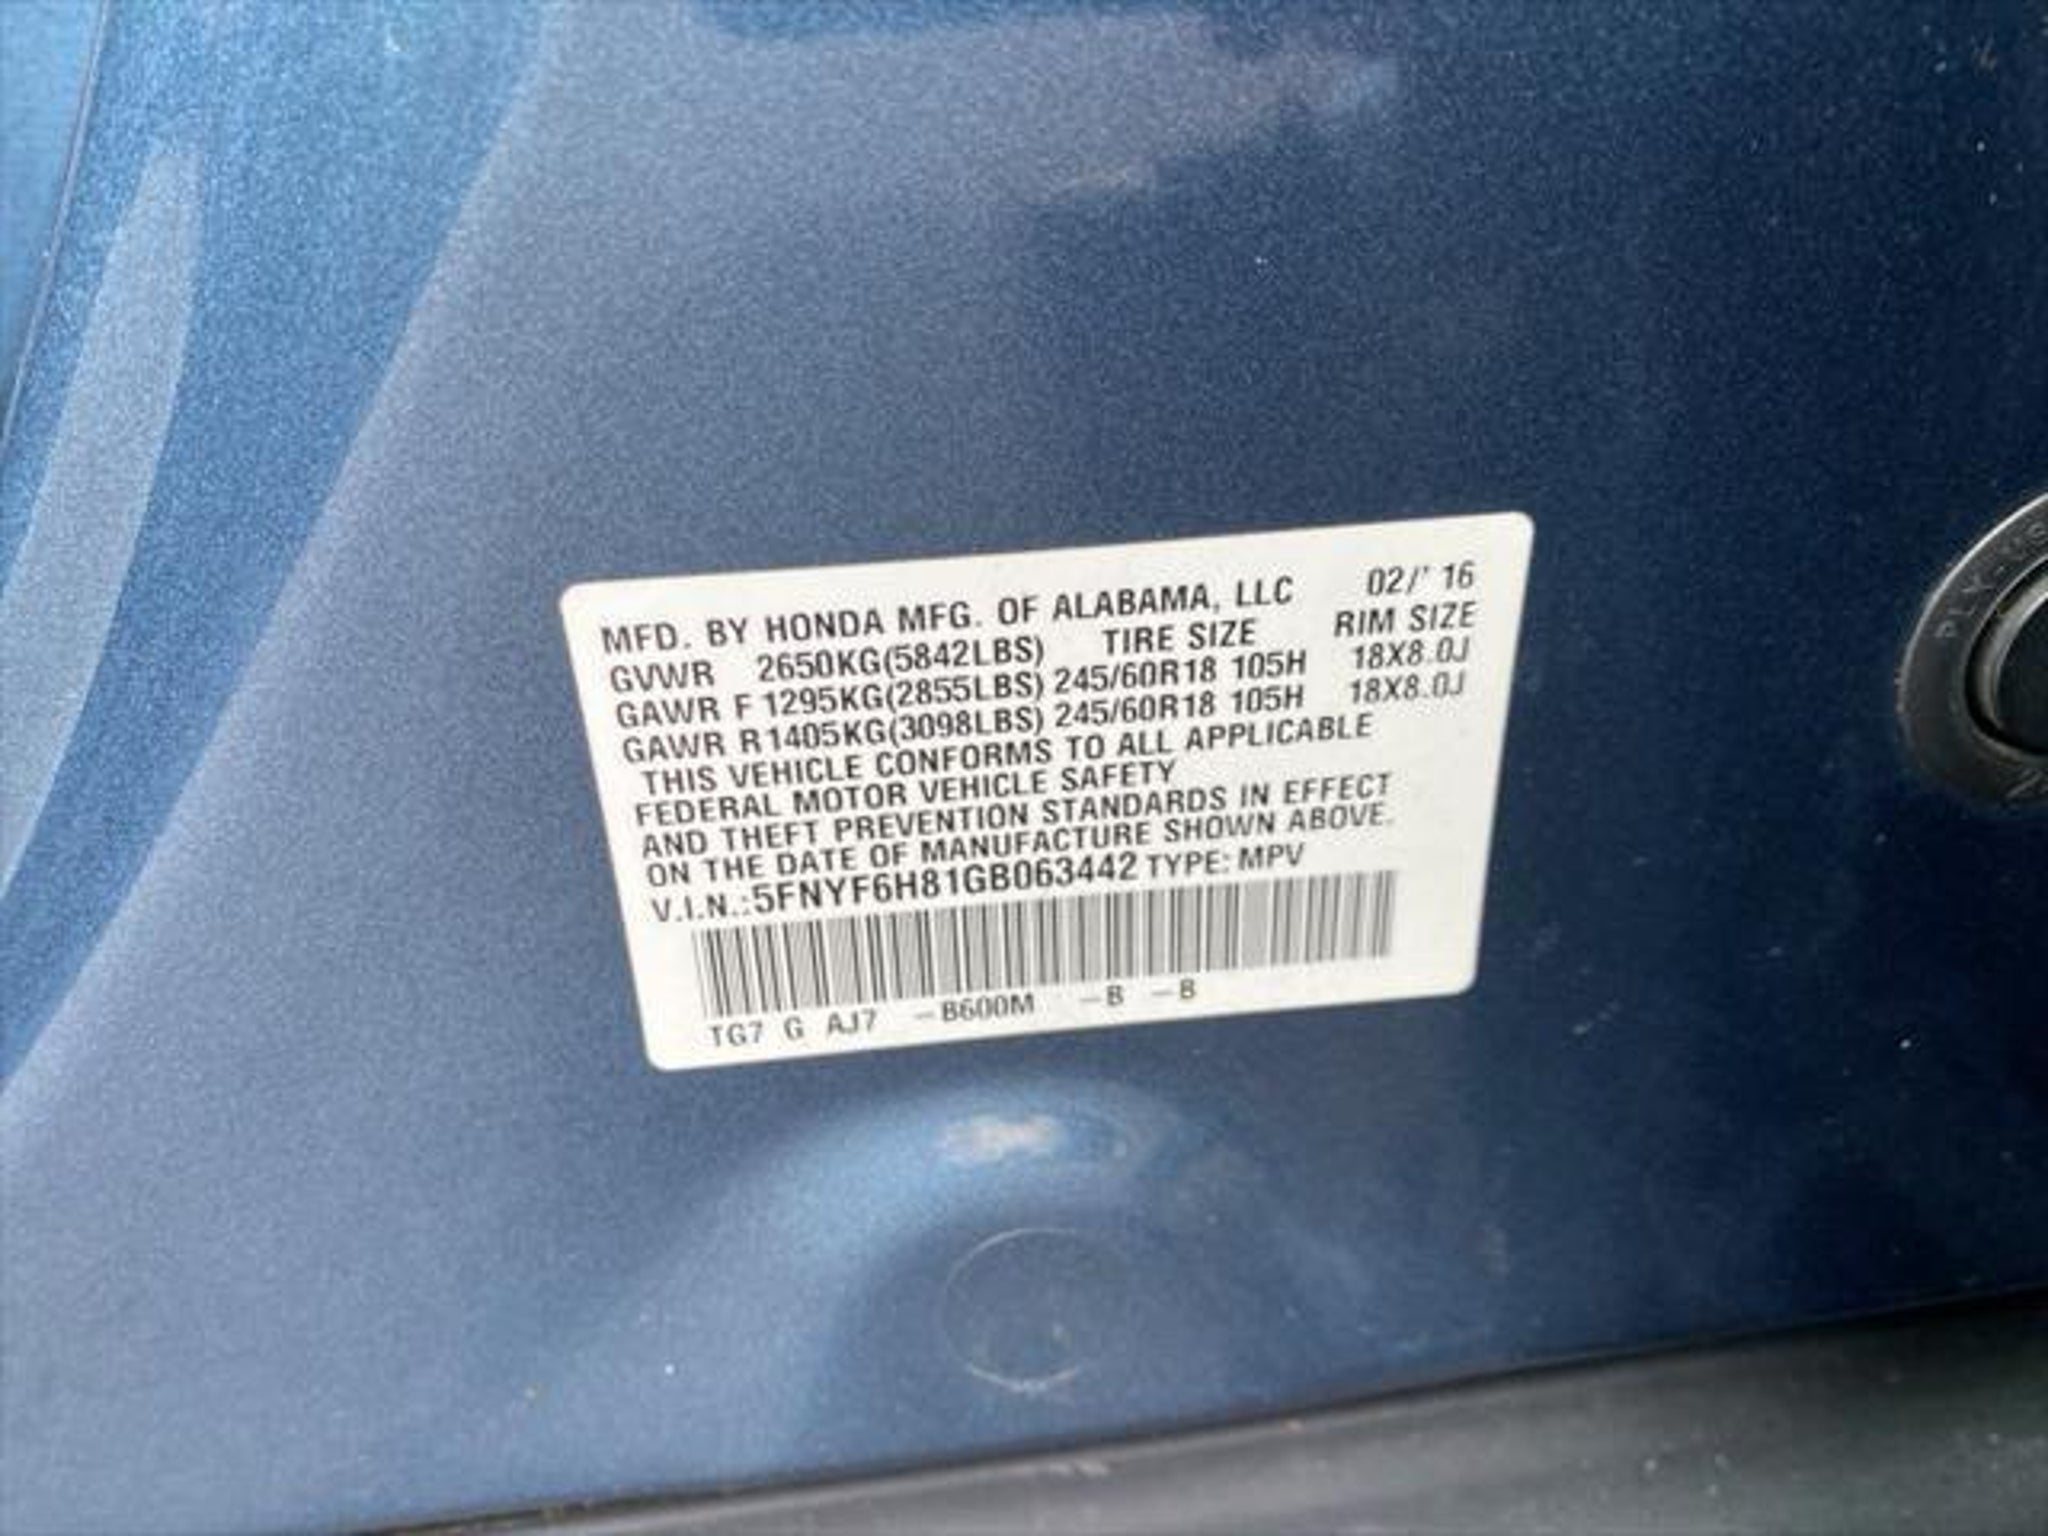 MFD. BY HONDA MFG. OF ALABAMA, LLC 02/' 16
GVWR 2650KG(5842LBS) TIRE SIZE RIM SIZE
GAWR F 1295KG(2855LBS) 245/60R18 105H 18X8.0J
GAWR R 1405KG(3098LBS) 245/60R18 105H 18X8.0J
THIS VEHICLE CONFORMS TO ALL APPLICABLE
FEDERAL MOTOR VEHICLE SAFETY
AND THEFT PREVENTION STANDARDS IN EFFECT
ON THE DATE OF MANUFACTURE SHOWN ABOVE.
V.I.N.:5FNYF6H81GB063442 TYPE: MPV
TG7 G AJ7 -B600M -B -B